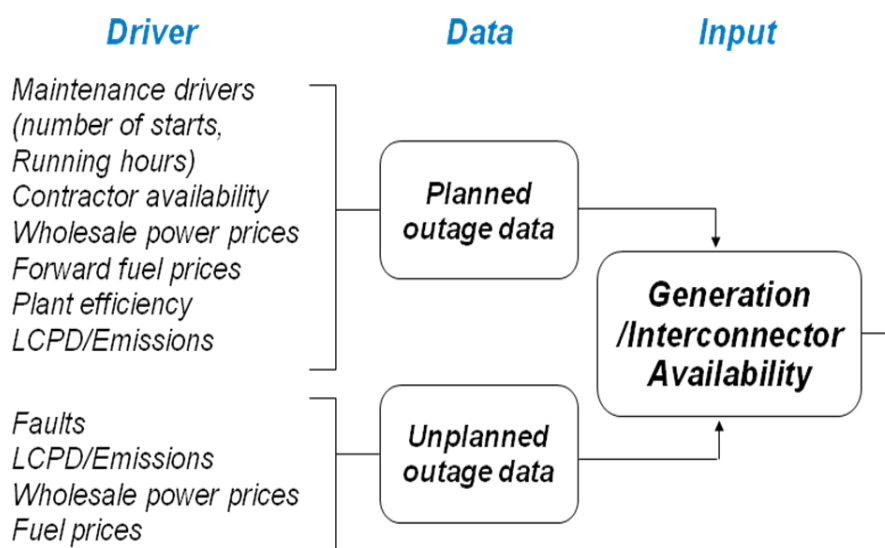 Driver Data Input
Maintenance drivers
(number of starts,
Running hours)
Contractor availability
Wholesale power prices
Forward fuel prices
Plant efficiency
LCPD/Emissions
Planned
outage data
Generation
/Interconnector
Availability
Faults
LCPD/Emissions
Wholesale power prices
Fuel prices
Unplanned
outage data